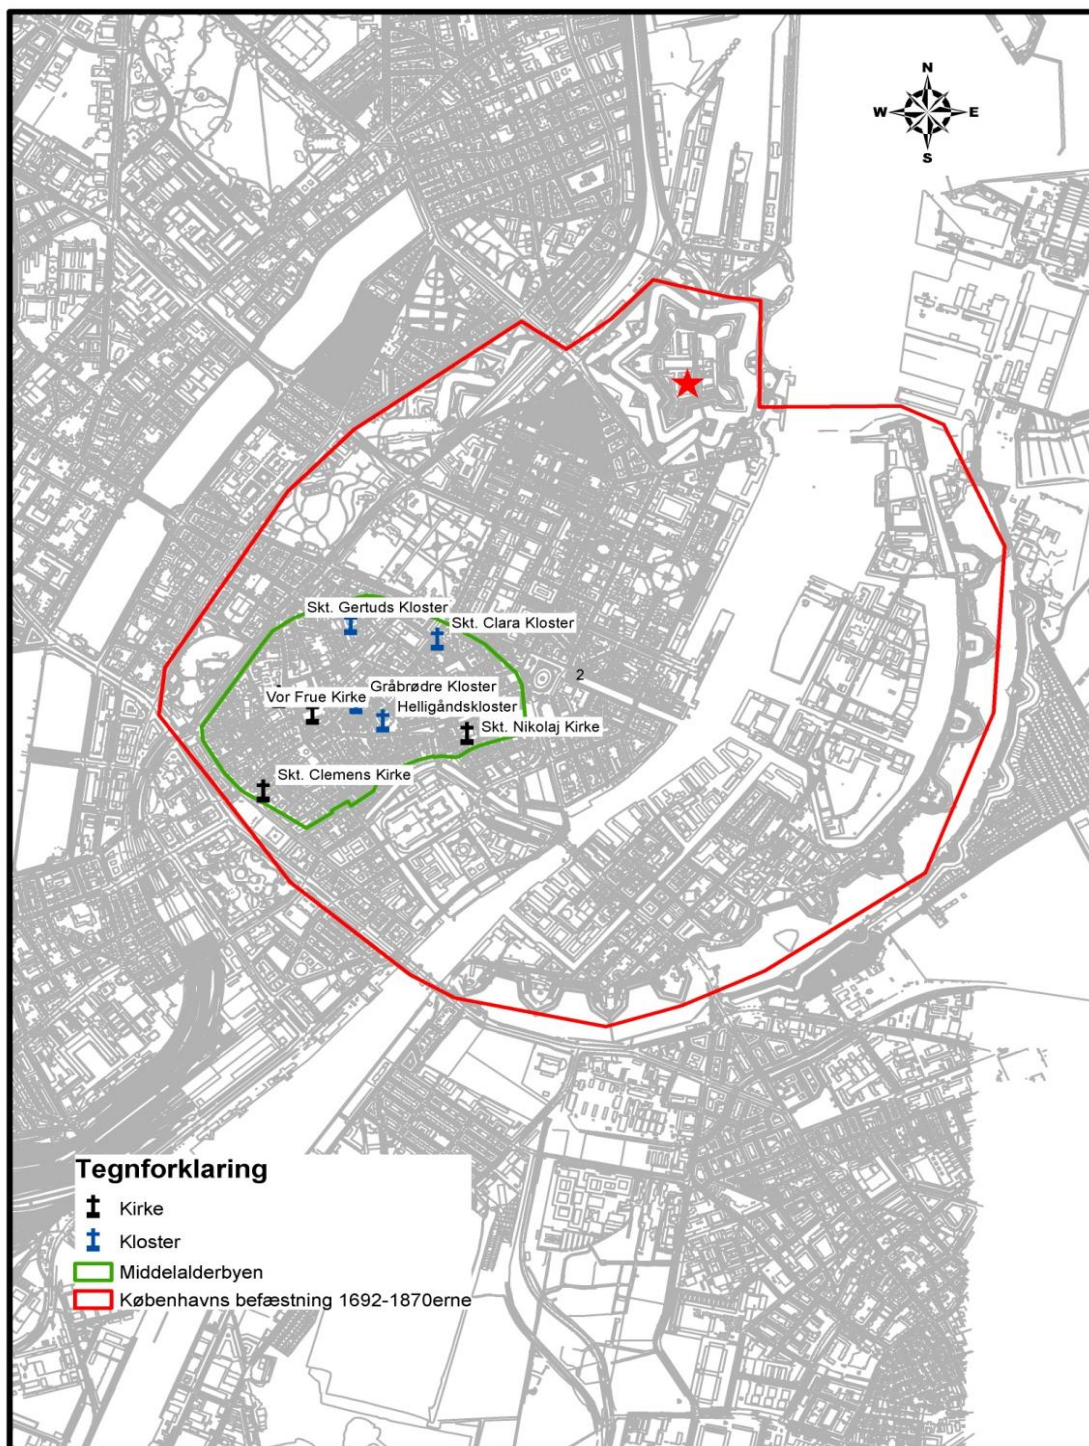 N
W E
S
Skt. Gertuds Kloster
Skt. Clara Kloster
2
Gråbrødre Kloster
Vor Frue Kirke
Helligåndskloster
Skt. Nikolaj Kirke
Skt. Clemens Kirke
Tegnforklaring
Kirke
Kloster
Middelalderbyen
Københavns befæstning 1692-1870erne